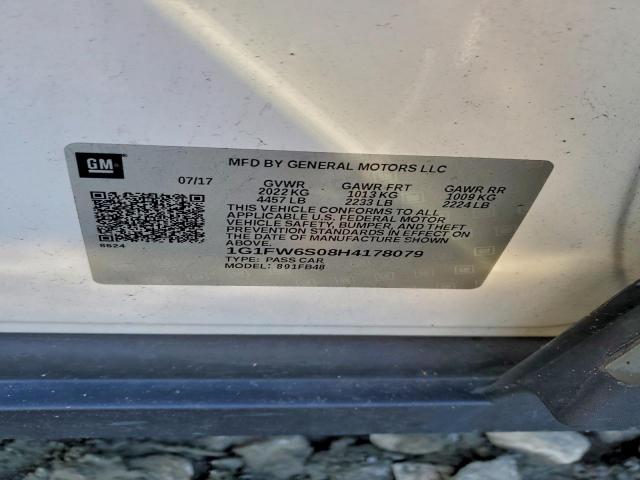 GM
MFD BY GENERAL MOTORS LLC
07/17 GVWR GAWR FRT GAWR RR
2022 KG 1013 KG 1009 KG
4457 LB 2233 LB 2224 LB
THIS VEHICLE CONFORMS TO ALL
APPLICABLE U.S. FEDERAL MOTOR
VEHICLE SAFETY, BUMPER, AND THEFT
PREVENTION STANDARDS IN EFFECT
ON THE DATE OF MANUFACTURE SHOWN
ABOVE.
8624
1G1FW6S08H4178079
TYPE: PASS CAR
MODEL: 891FB48